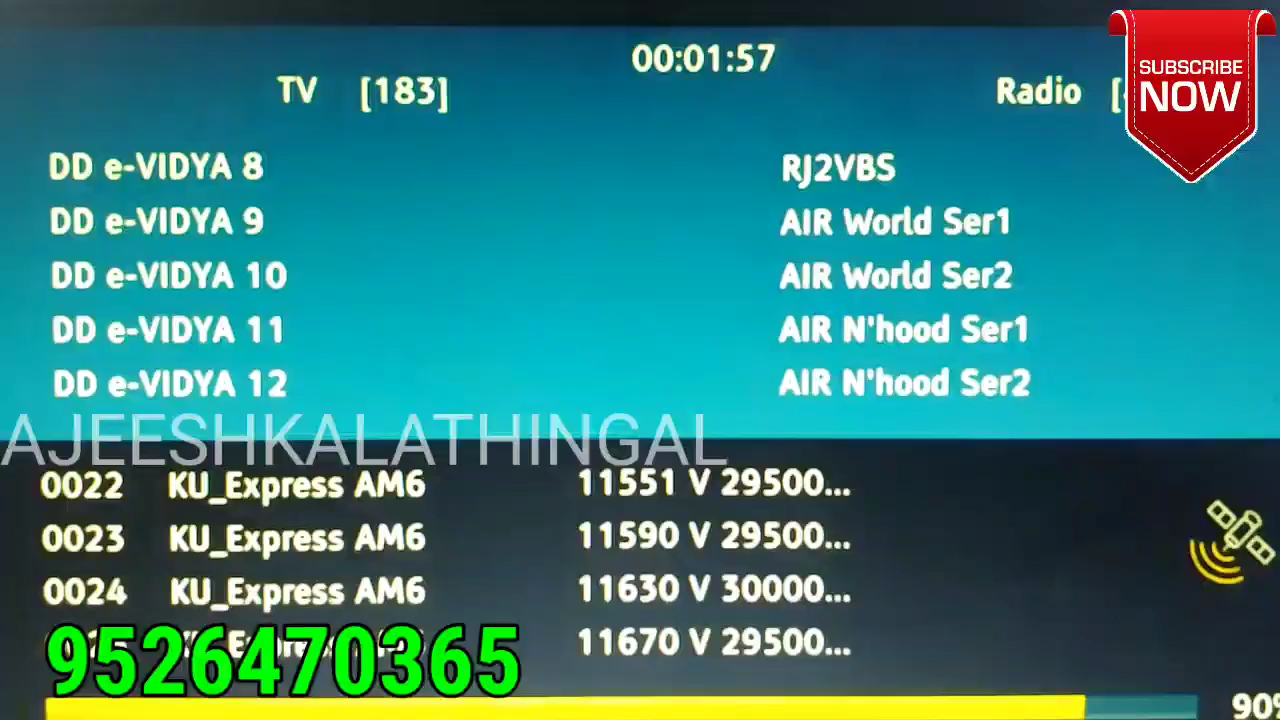 00:01:57
TV [183]
Radio [
SUBSCRIBE
NOW
DD e-VIDYA 8
RJ2VBS
DD e-VIDYA 9
AIR World Ser1
DD e-VIDYA 10
AIR World Ser2
DD e-VIDYA 11
AIR N'hood Ser1
DD e-VIDYA 12
AIR N'hood Ser2
AJEESHKALATHINGAL
0022 KU_Express AM6 11551 V 29500...
0023 KU_Express AM6 11590 V 29500...
0024 KU_Express AM6 11630 V 30000...
11670 V 29500...
9526470365
90%